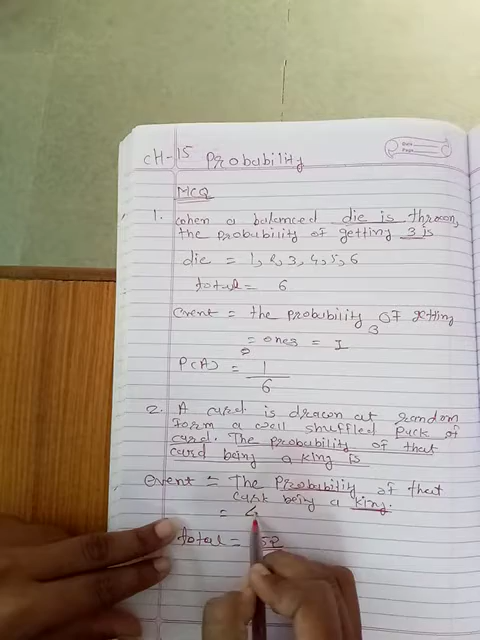 CH-15 Probability
MCQ
1. when a balanced die is thrown,
the probability of getting 3 is
die = 1, 2, 3, 4, 5, 6
total = 6
event = the probability of getting
3
= one3 = I
P(A) = 1
6
2. A card is drawn at random
form a well shuffled Pack of
card. The probability of that
card being a king is
event = The Probability of that
cark being a king.
= 4
total = 52